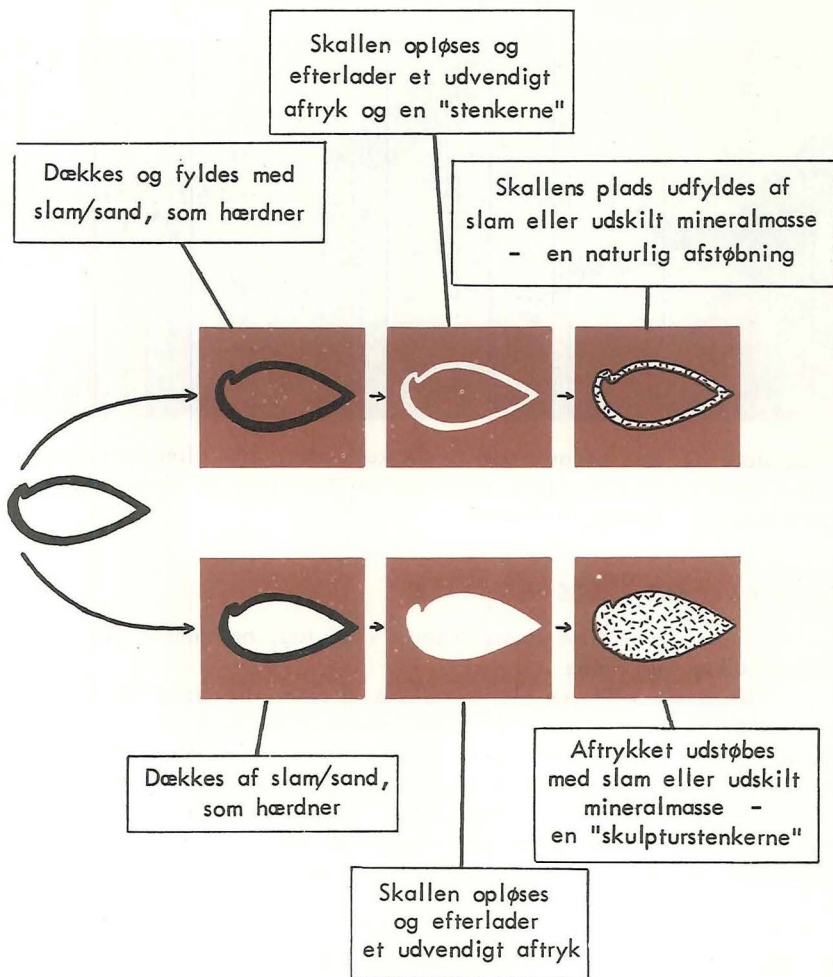 Skallen opløses og
efterlader et udvendigt
aftryk og en "stenkerne"
Dækkes og fyldes med
slam/sand, som hærdner
Skallens plads udfyldes af
slam eller udskilt mineralmasse
- en naturlig afstøbning
Dækkes af slam/sand,
som hærdner
Aftrykket udstøbes
med slam eller udskilt
mineralmasse -
en "skulpturstenkerne"
Skallen opløses
og efterlader
et udvendigt aftryk